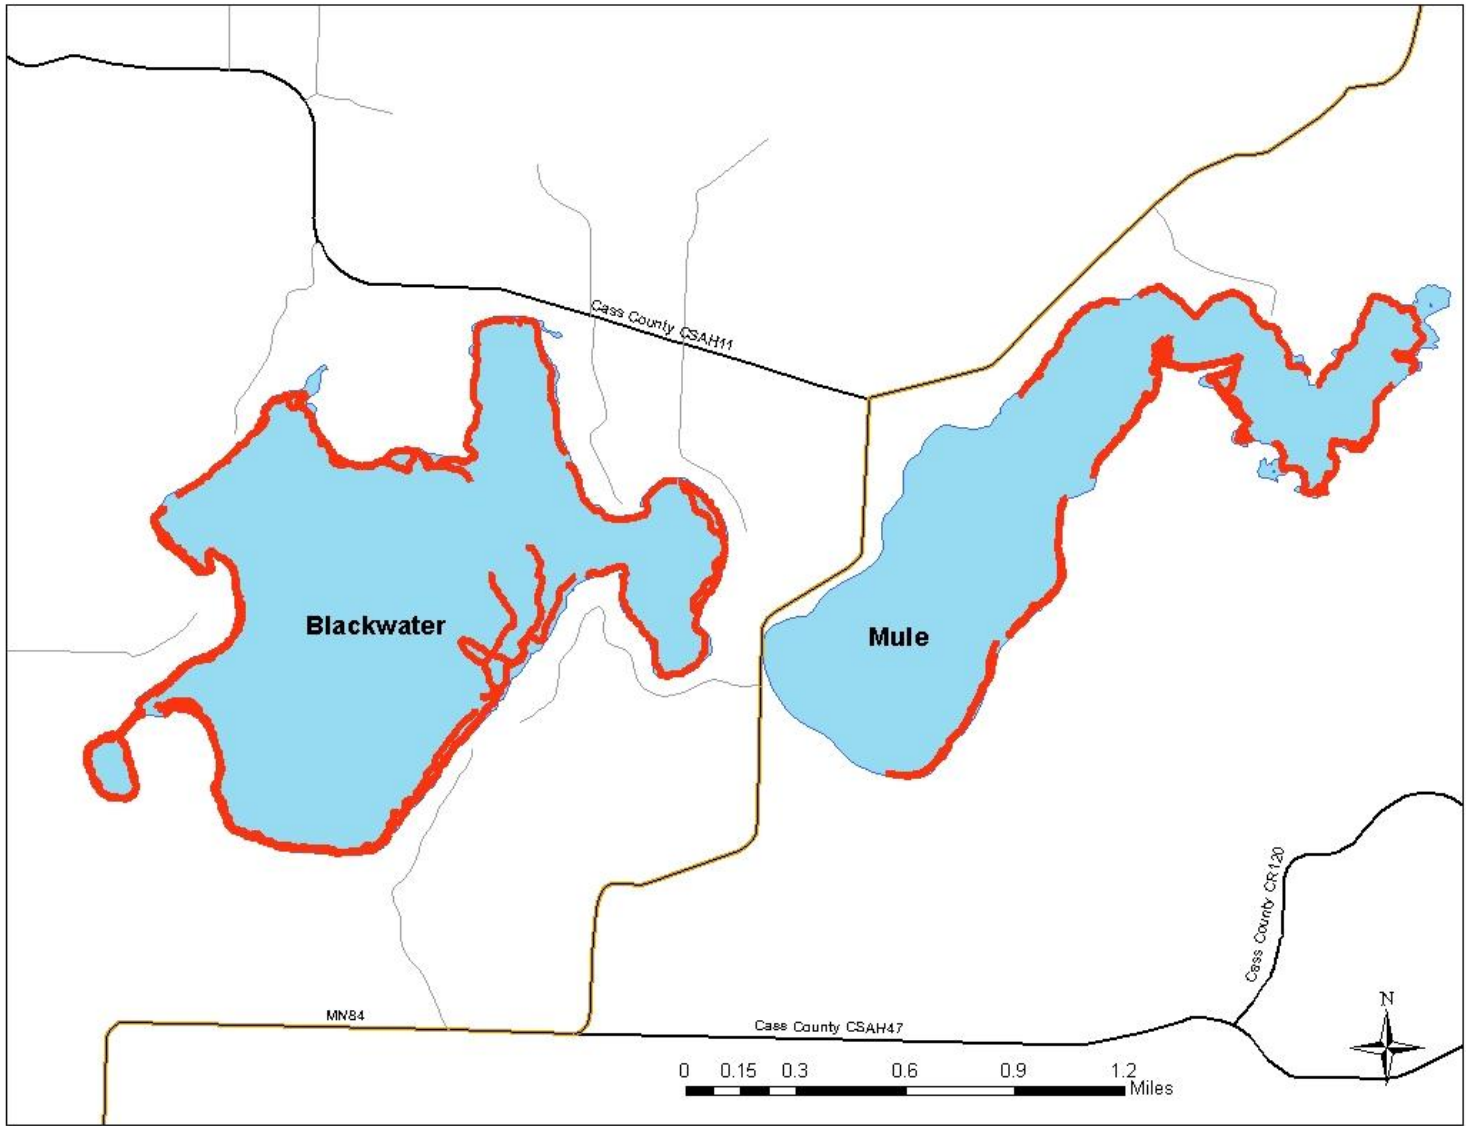 Cass County CSAH11
Blackwater
Mule
Cass County CR120
N
MN84
Cass County CSAH47
0 0.15 0.3 0.6 0.9 1.2
Miles